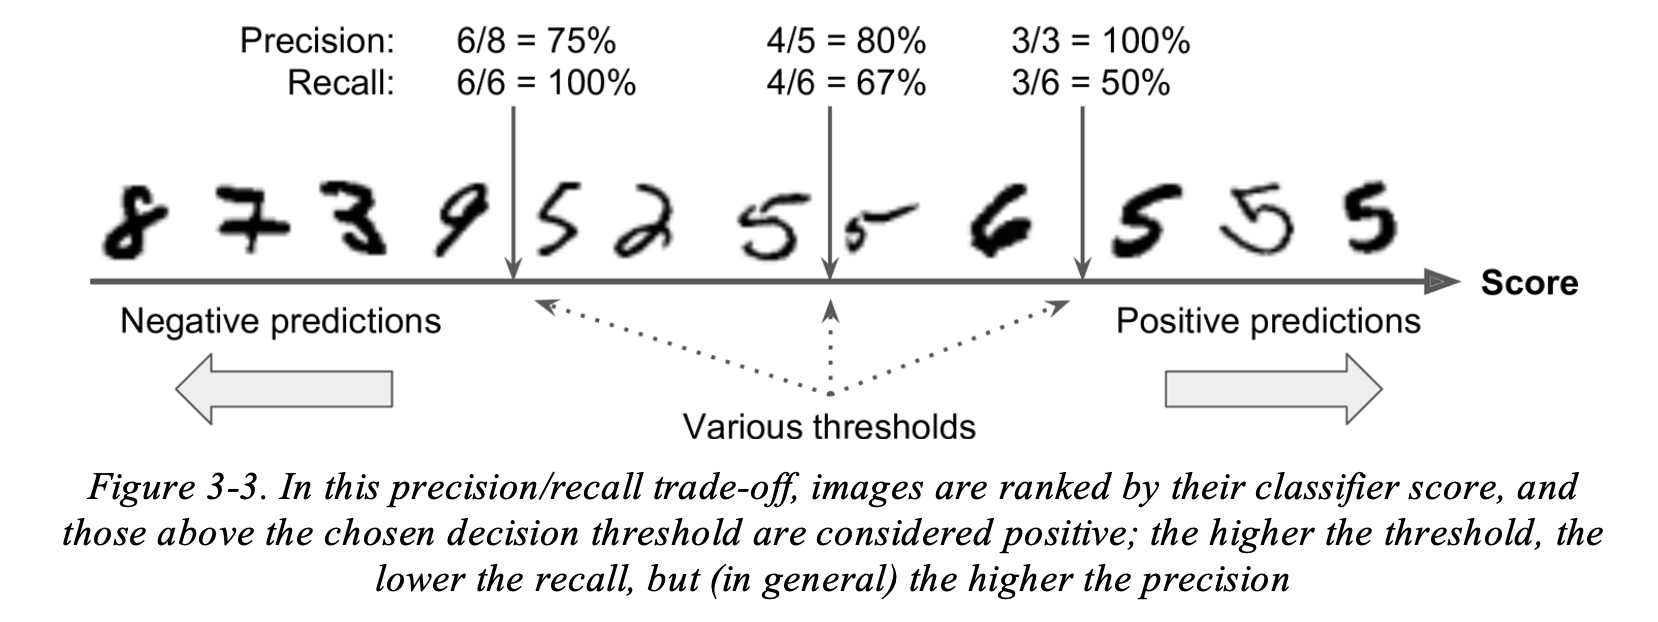 Precision: 6/8 = 75% 4/5 = 80% 3/3 = 100%
Recall: 6/6 = 100% 4/6 = 67% 3/6 = 50%
8 7 3 9 5 2 5 5 6 5 5 5
Score
Negative predictions Positive predictions
Various thresholds
Figure 3-3. In this precision/recall trade-off, images are ranked by their classifier score, and
those above the chosen decision threshold are considered positive; the higher the threshold, the
lower the recall, but (in general) the higher the precision